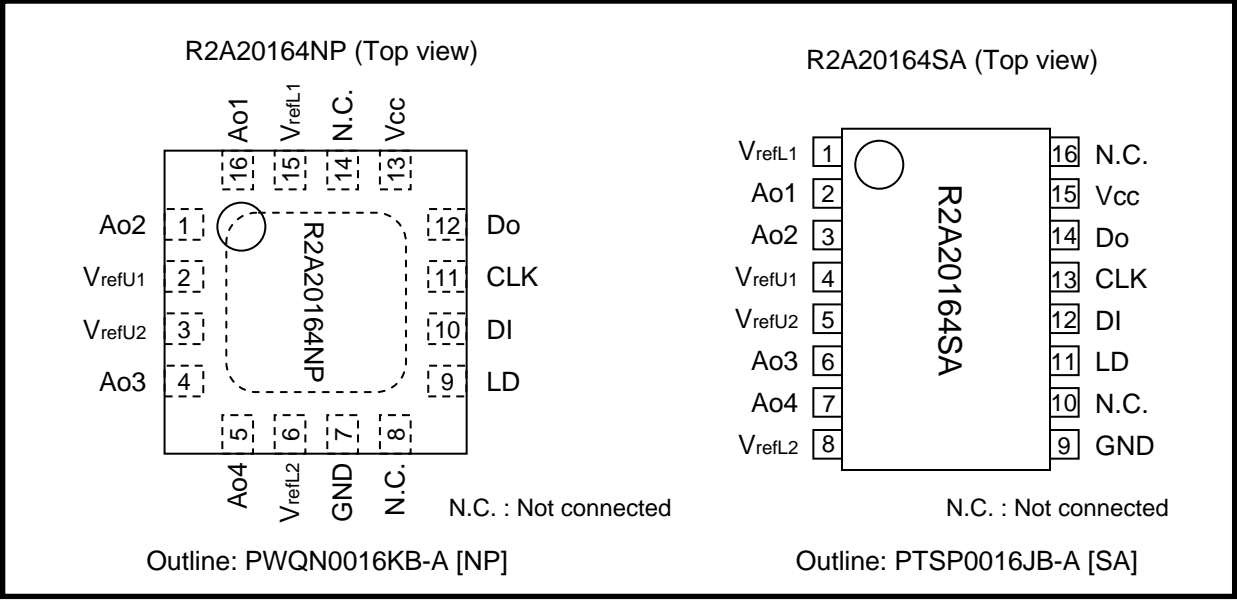 R2A20164NP (Top view)
Ao1 VrefL1 N.C. Vcc
16 15 14 13
Ao2 1 12 Do
VrefU1 2 11 CLK
VrefU2 3 10 DI
Ao3 4 9 LD
R2A20164NP
5 6 7 8
Ao4 VrefL2 GND N.C.
N.C. : Not connected
Outline: PWQN0016KB-A [NP]
R2A20164SA (Top view)
VrefL1 1 16 N.C.
Ao1 2 15 Vcc
Ao2 3 14 Do
VrefU1 4 13 CLK
VrefU2 5 12 DI
Ao3 6 11 LD
Ao4 7 10 N.C.
VrefL2 8 9 GND
R2A20164SA
N.C. : Not connected
Outline: PTSP0016JB-A [SA]